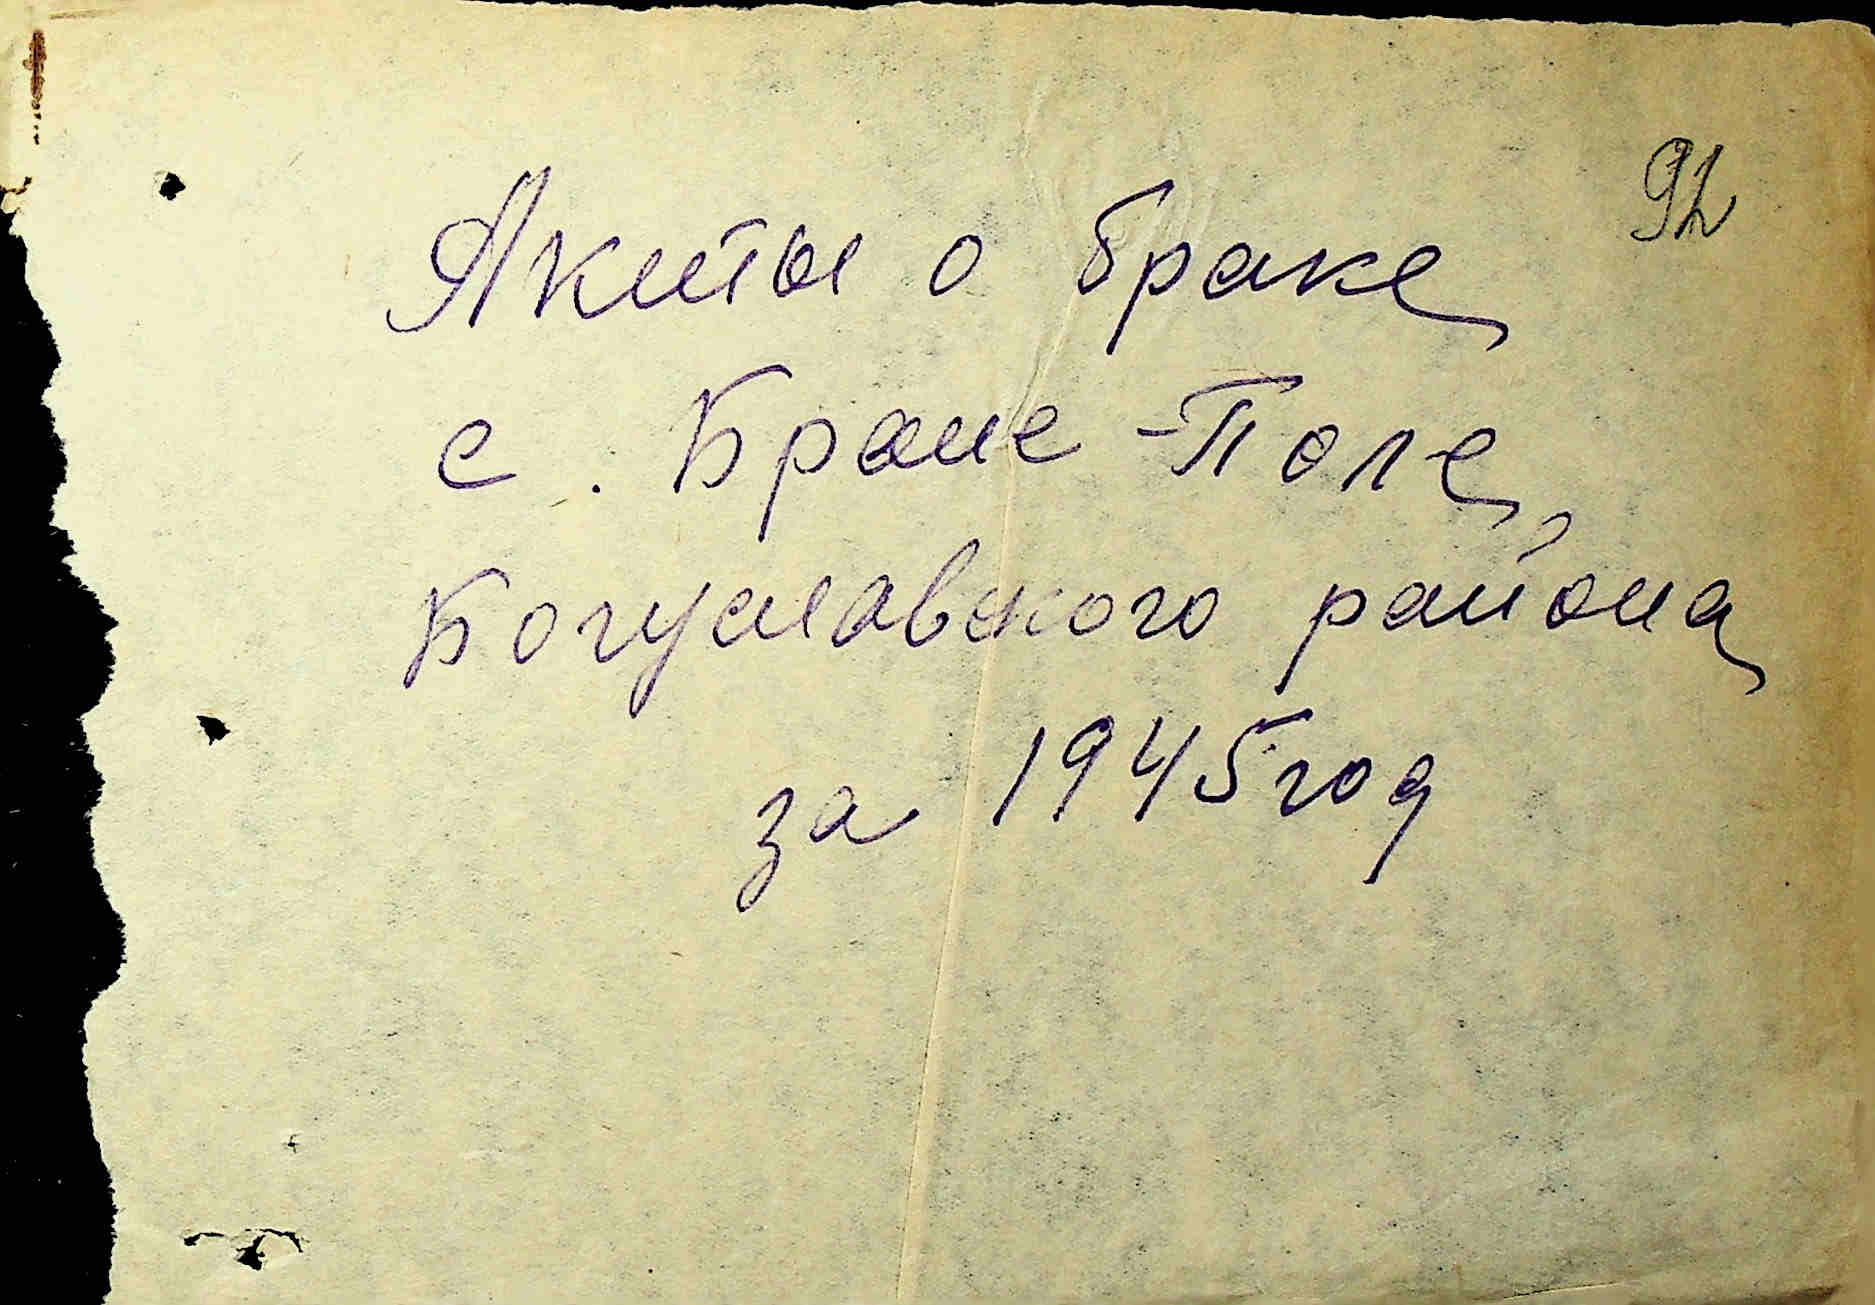 92
Акты о браке
с. Бране-Поле,
Богуславского района
за 1945 год